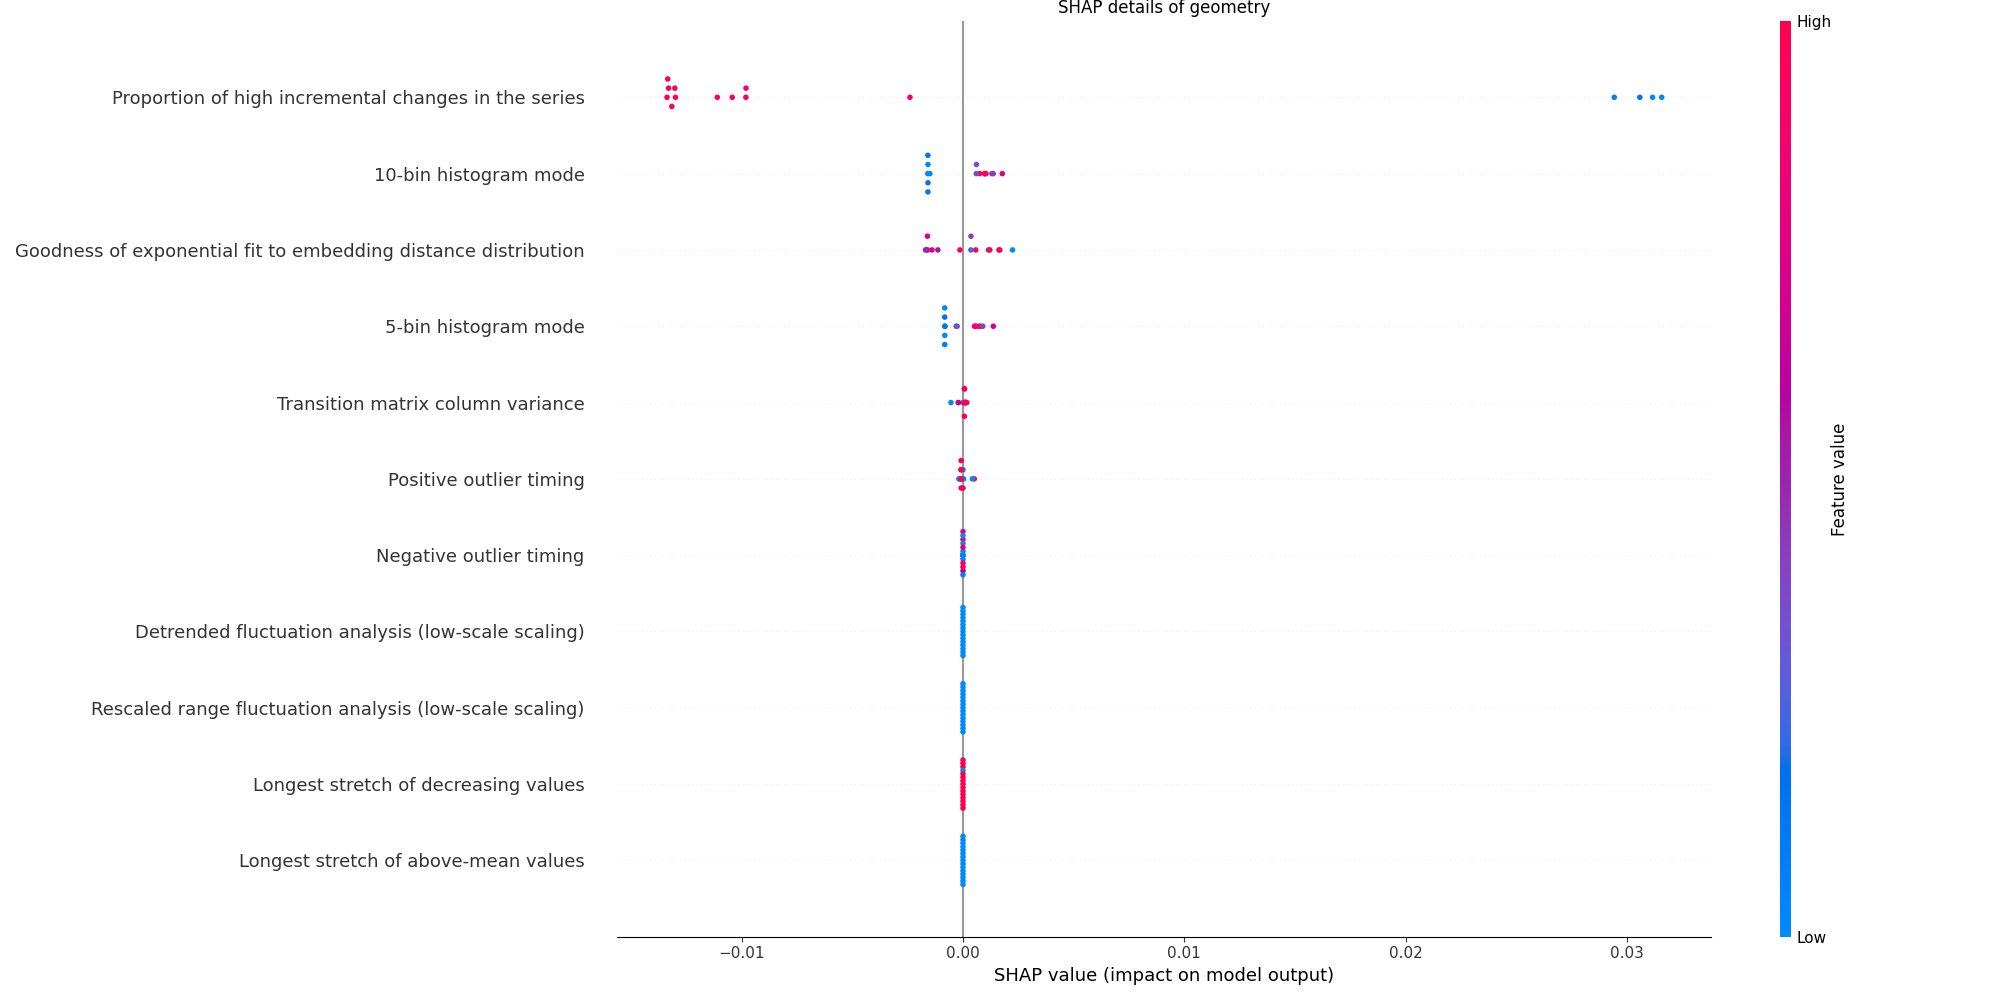 SHAP details of geometry
High
Proportion of high incremental changes in the series
10-bin histogram mode
Goodness of exponential fit to embedding distance distribution
5-bin histogram mode
Transition matrix column variance
Positive outlier timing
Negative outlier timing
Detrended fluctuation analysis (low-scale scaling)
Rescaled range fluctuation analysis (low-scale scaling)
Longest stretch of decreasing values
Longest stretch of above-mean values
Feature value
Low
−0.01 0.00 0.01 0.02 0.03
SHAP value (impact on model output)